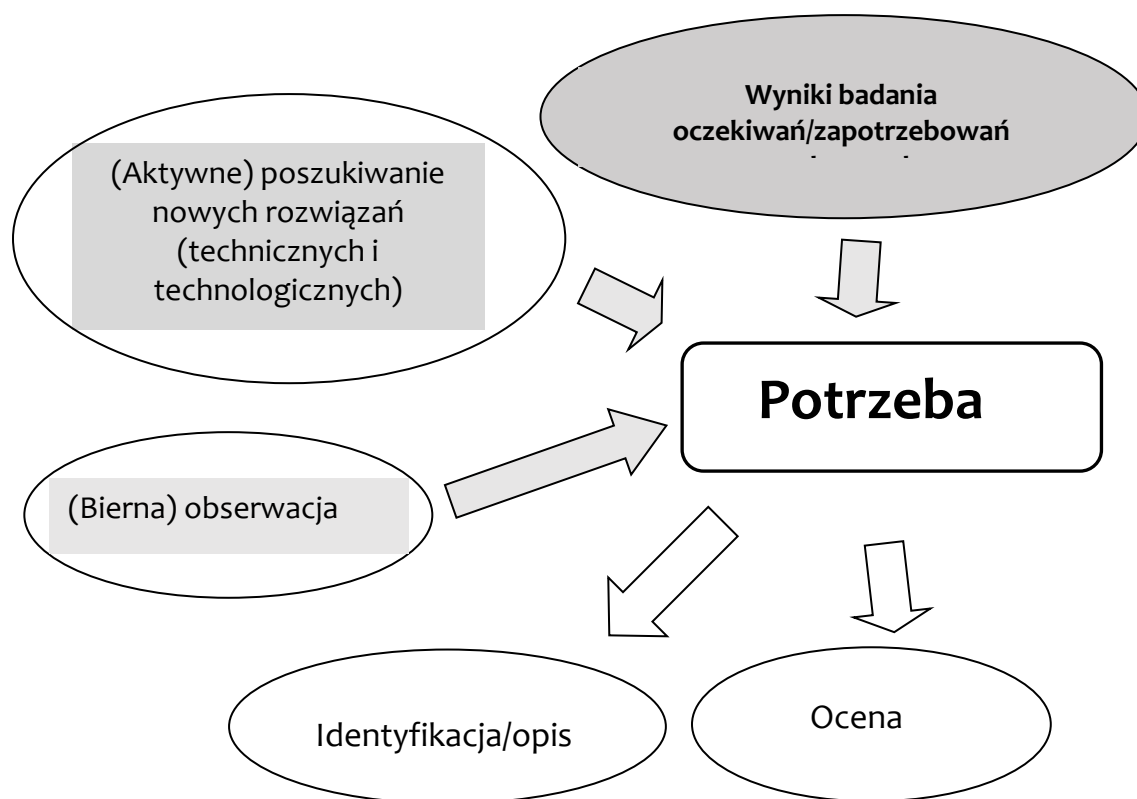 Wyniki badania
oczekiwań/zapotrzebowań
(Aktywne) poszukiwanie
nowych rozwiązań
(technicznych i
technologicznych)
Potrzeba
(Bierna) obserwacja
Identyfikacja/opis
Ocena